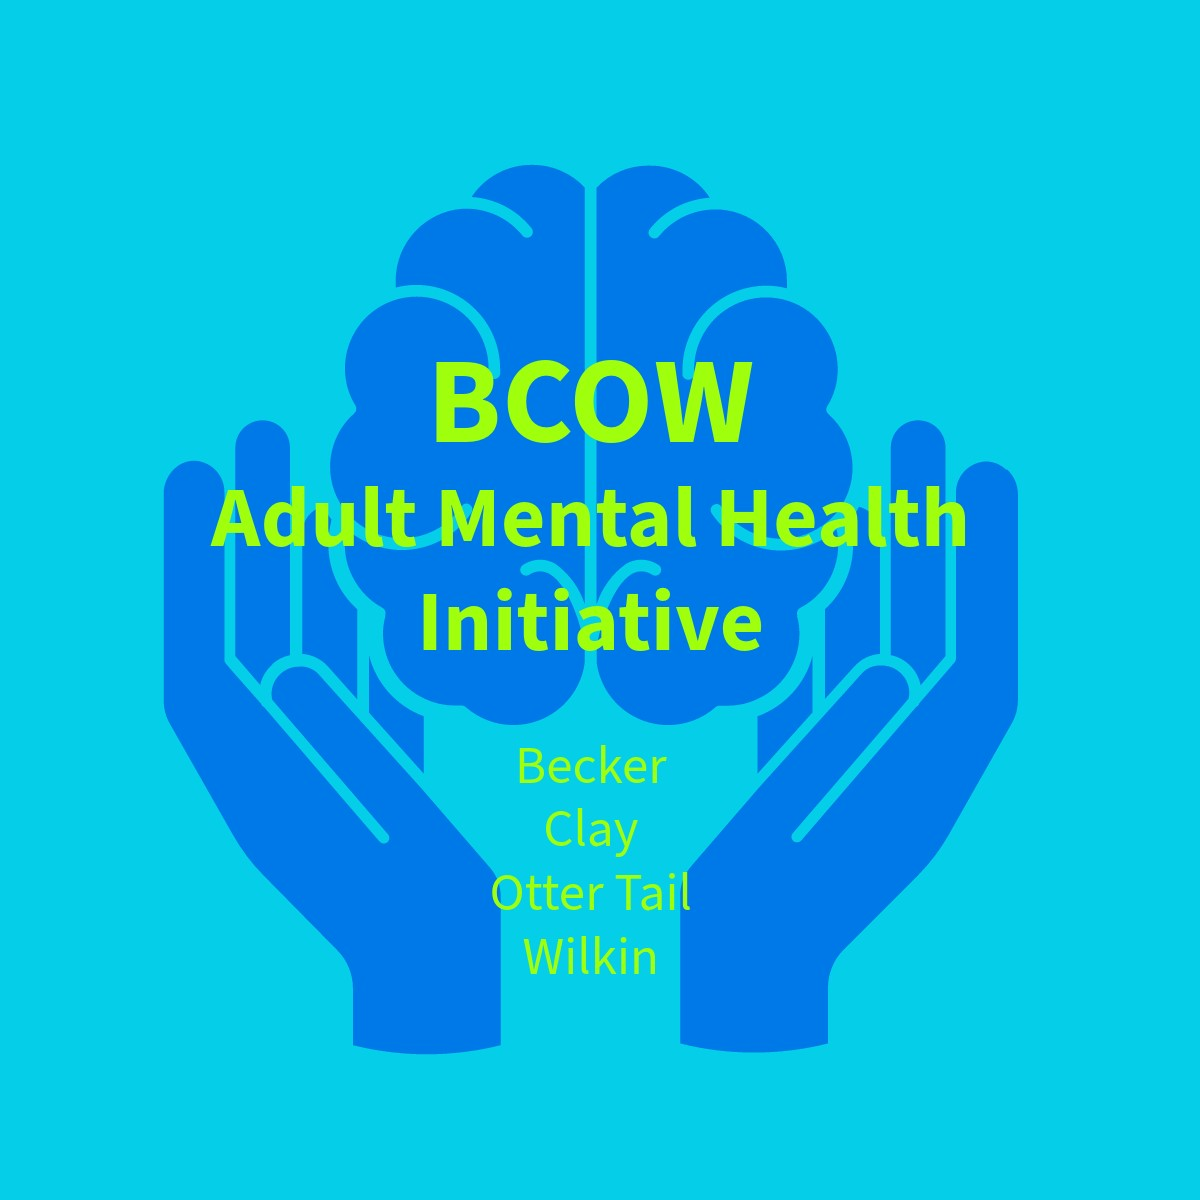 BCOW
Adult Mental Health
Initiative
Becker
Clay
Otter Tail
Wilkin